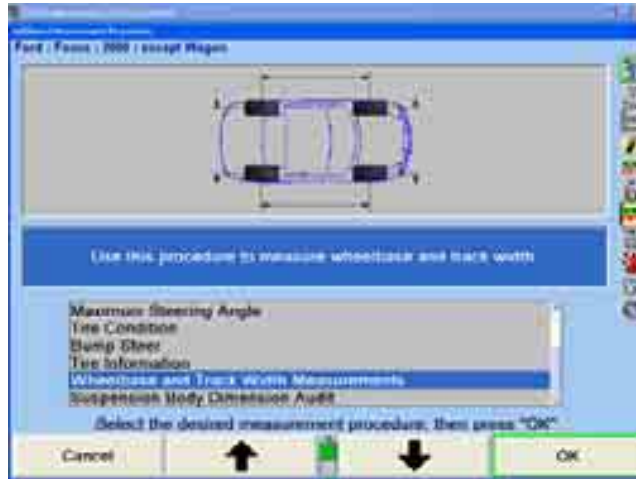 Ford : Focus : 2000 : except Wagon
Use this procedure to measure wheelbase and track width
Maximum Steering Angle
Tire Condition
Bump Steer
Tire Information
Wheelbase and Track Width Measurements
Suspension Body Dimension Audit
Select the desired measurement procedure, then press "OK"
Cancel
OK